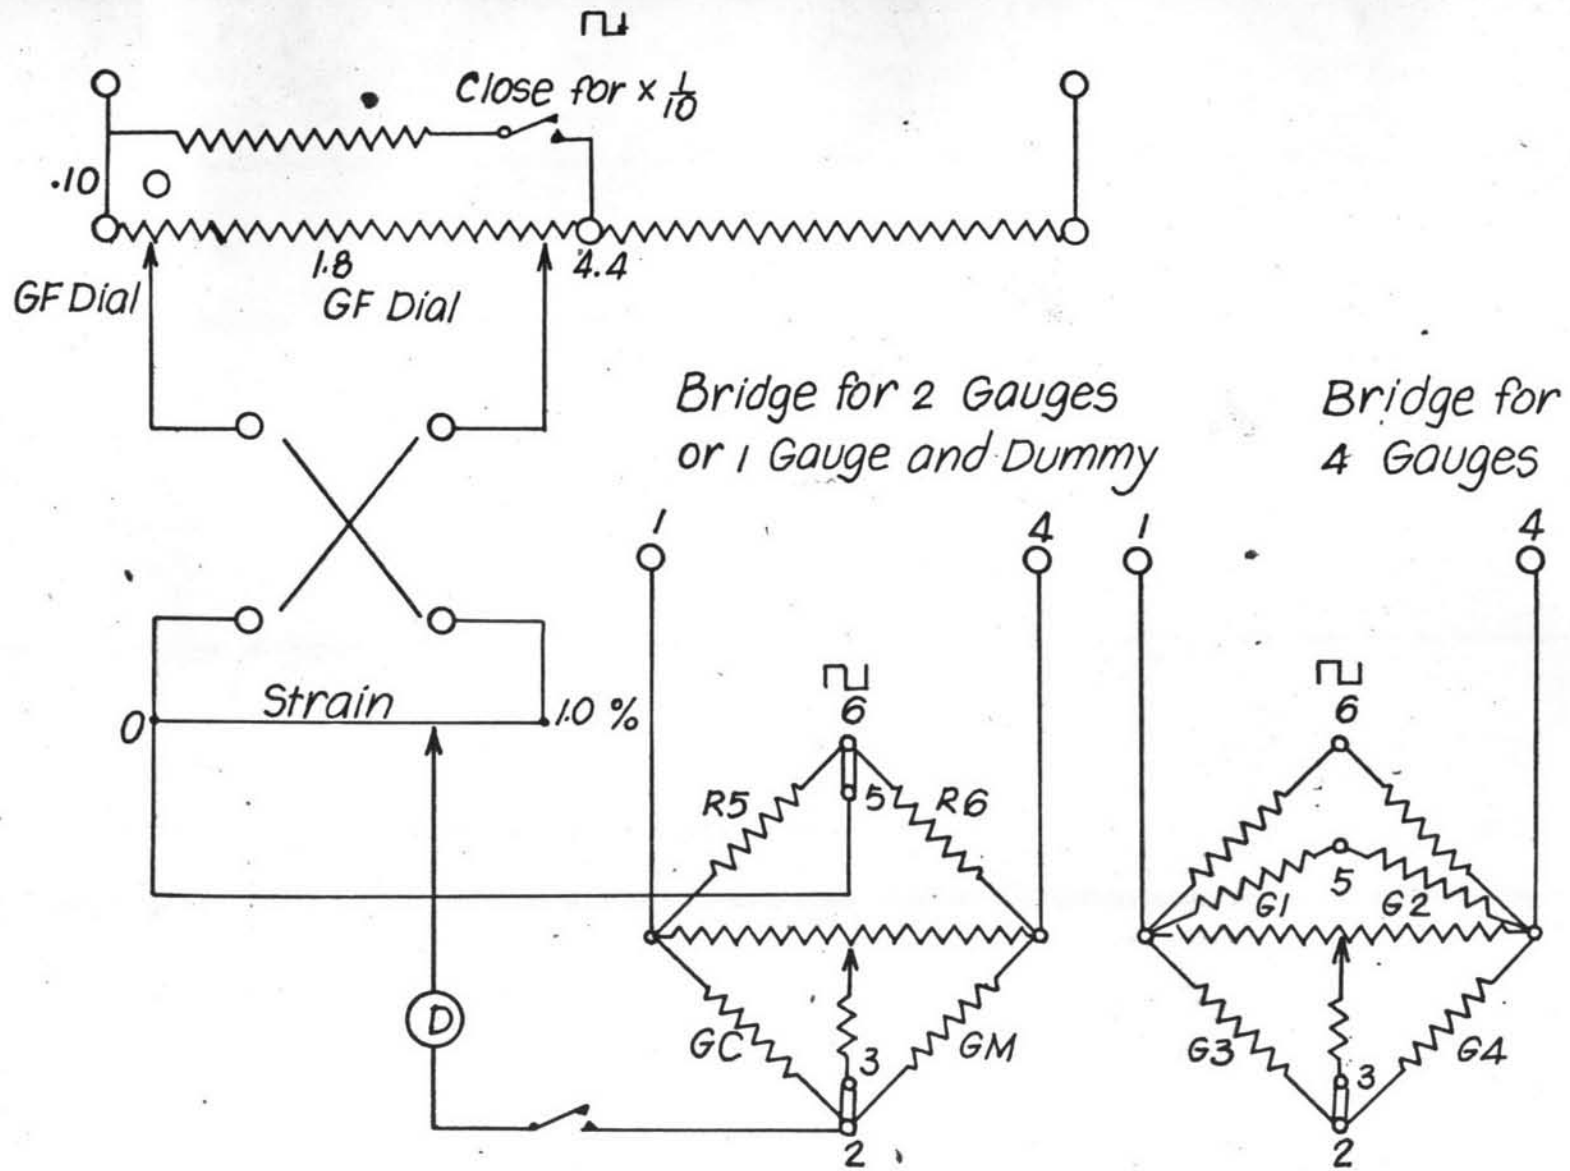 Close for × 1/10
.10
1.8
4.4
GF Dial
GF Dial
Bridge for 2 Gauges
or 1 Gauge and Dummy
Bridge for
4 Gauges
1
4
1
4
Strain
0
1.0 %
6
R5
5
R6
6
5
G1
G2
D
GC
3
GM
2
G3
3
G4
2